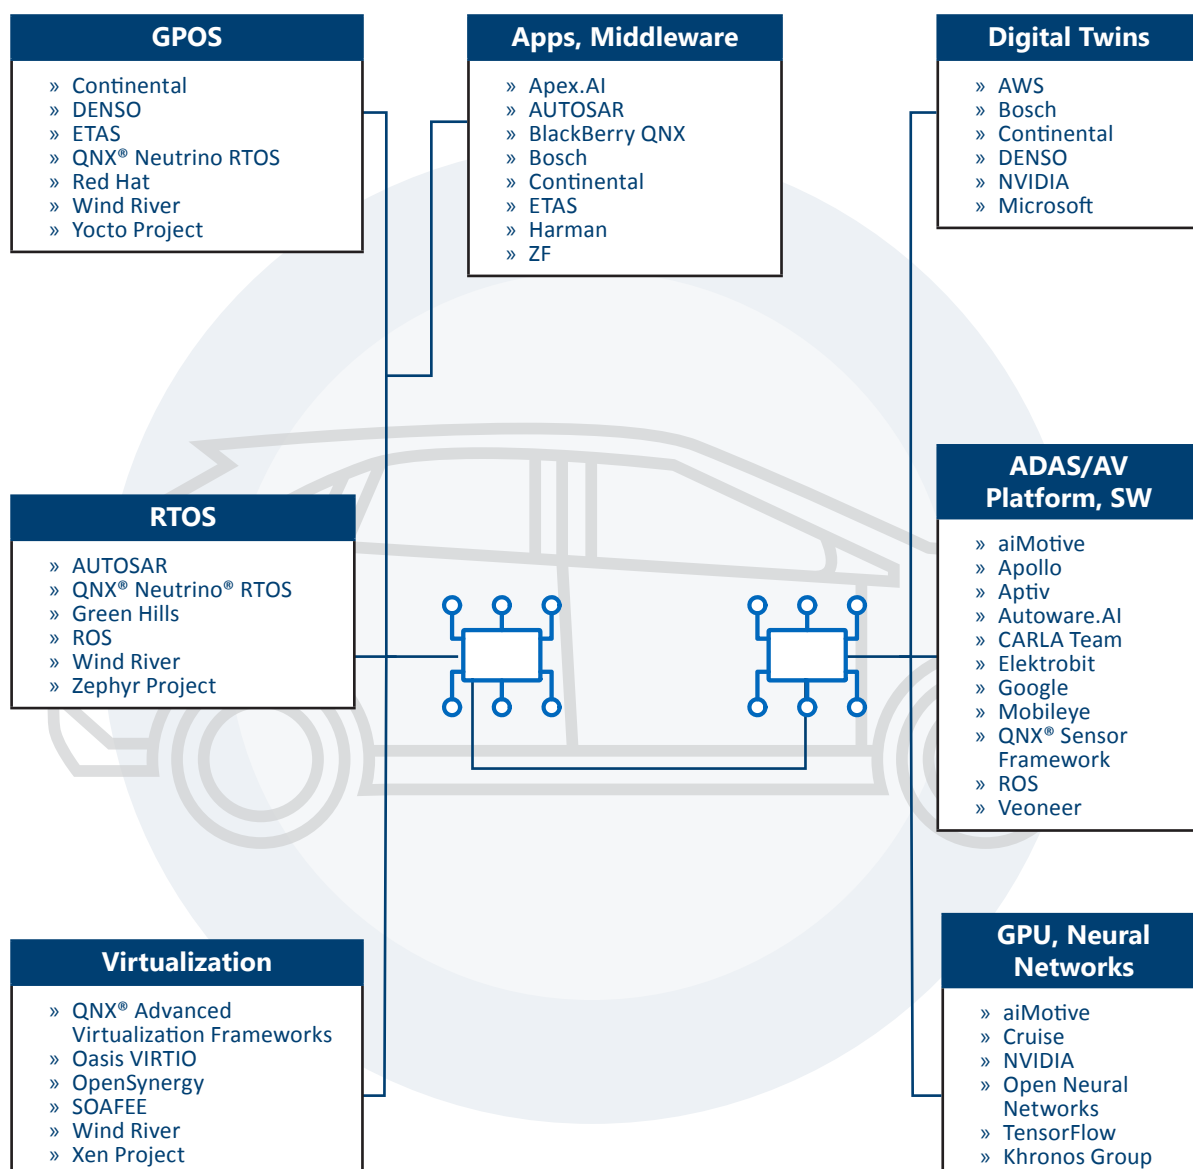 GPOS
» Continental
» DENSO
» ETAS
» QNX® Neutrino RTOS
» Red Hat
» Wind River
» Yocto Project
Apps, Middleware
» Apex.AI
» AUTOSAR
» BlackBerry QNX
» Bosch
» Continental
» ETAS
» Harman
» ZF
Digital Twins
» AWS
» Bosch
» Continental
» DENSO
» NVIDIA
» Microsoft
RTOS
» AUTOSAR
» QNX® Neutrino® RTOS
» Green Hills
» ROS
» Wind River
» Zephyr Project
ADAS/AV
Platform, SW
» aiMotive
» Apollo
» Aptiv
» Autoware.AI
» CARLA Team
» Elektrobit
» Google
» Mobileye
» QNX® Sensor
Framework
» ROS
» Veoneer
Virtualization
» QNX® Advanced
Virtualization Frameworks
» Oasis VIRTIO
» OpenSynergy
» SOAFEE
» Wind River
» Xen Project
GPU, Neural
Networks
» aiMotive
» Cruise
» NVIDIA
» Open Neural
Networks
» TensorFlow
» Khronos Group